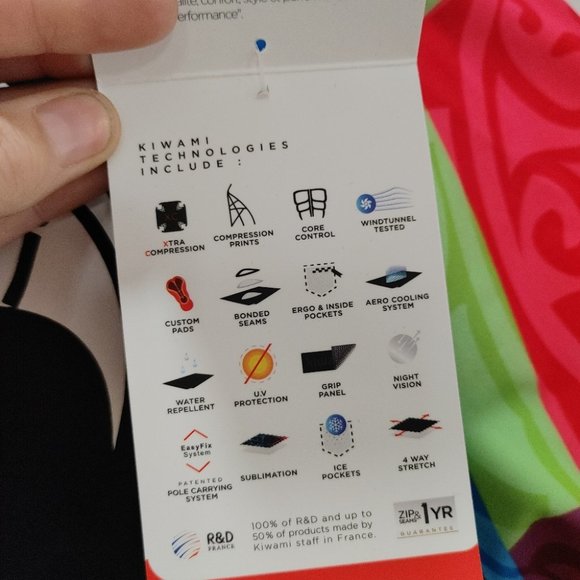 erformance".
KIWAMI
TECHNOLOGIES
INCLUDE :
XTRA
COMPRESSION
COMPRESSION
PRINTS
CORE
CONTROL
WINDTUNNEL
TESTED
CUSTOM
PADS
BONDED
SEAMS
ERGO & INSIDE
POCKETS
AERO COOLING
SYSTEM
WATER
REPELLENT
U.V
PROTECTION
GRIP
PANEL
NIGHT
VISION
EasyFix
System
PATENTED
POLE CARRYING
SYSTEM
SUBLIMATION
ICE
POCKETS
4 WAY
STRETCH
R&D
FRANCE
100% of R&D and up to
50% of products made by
Kiwami staff in France.
ZIP&
SEAMS
1YR
GUARANTEE